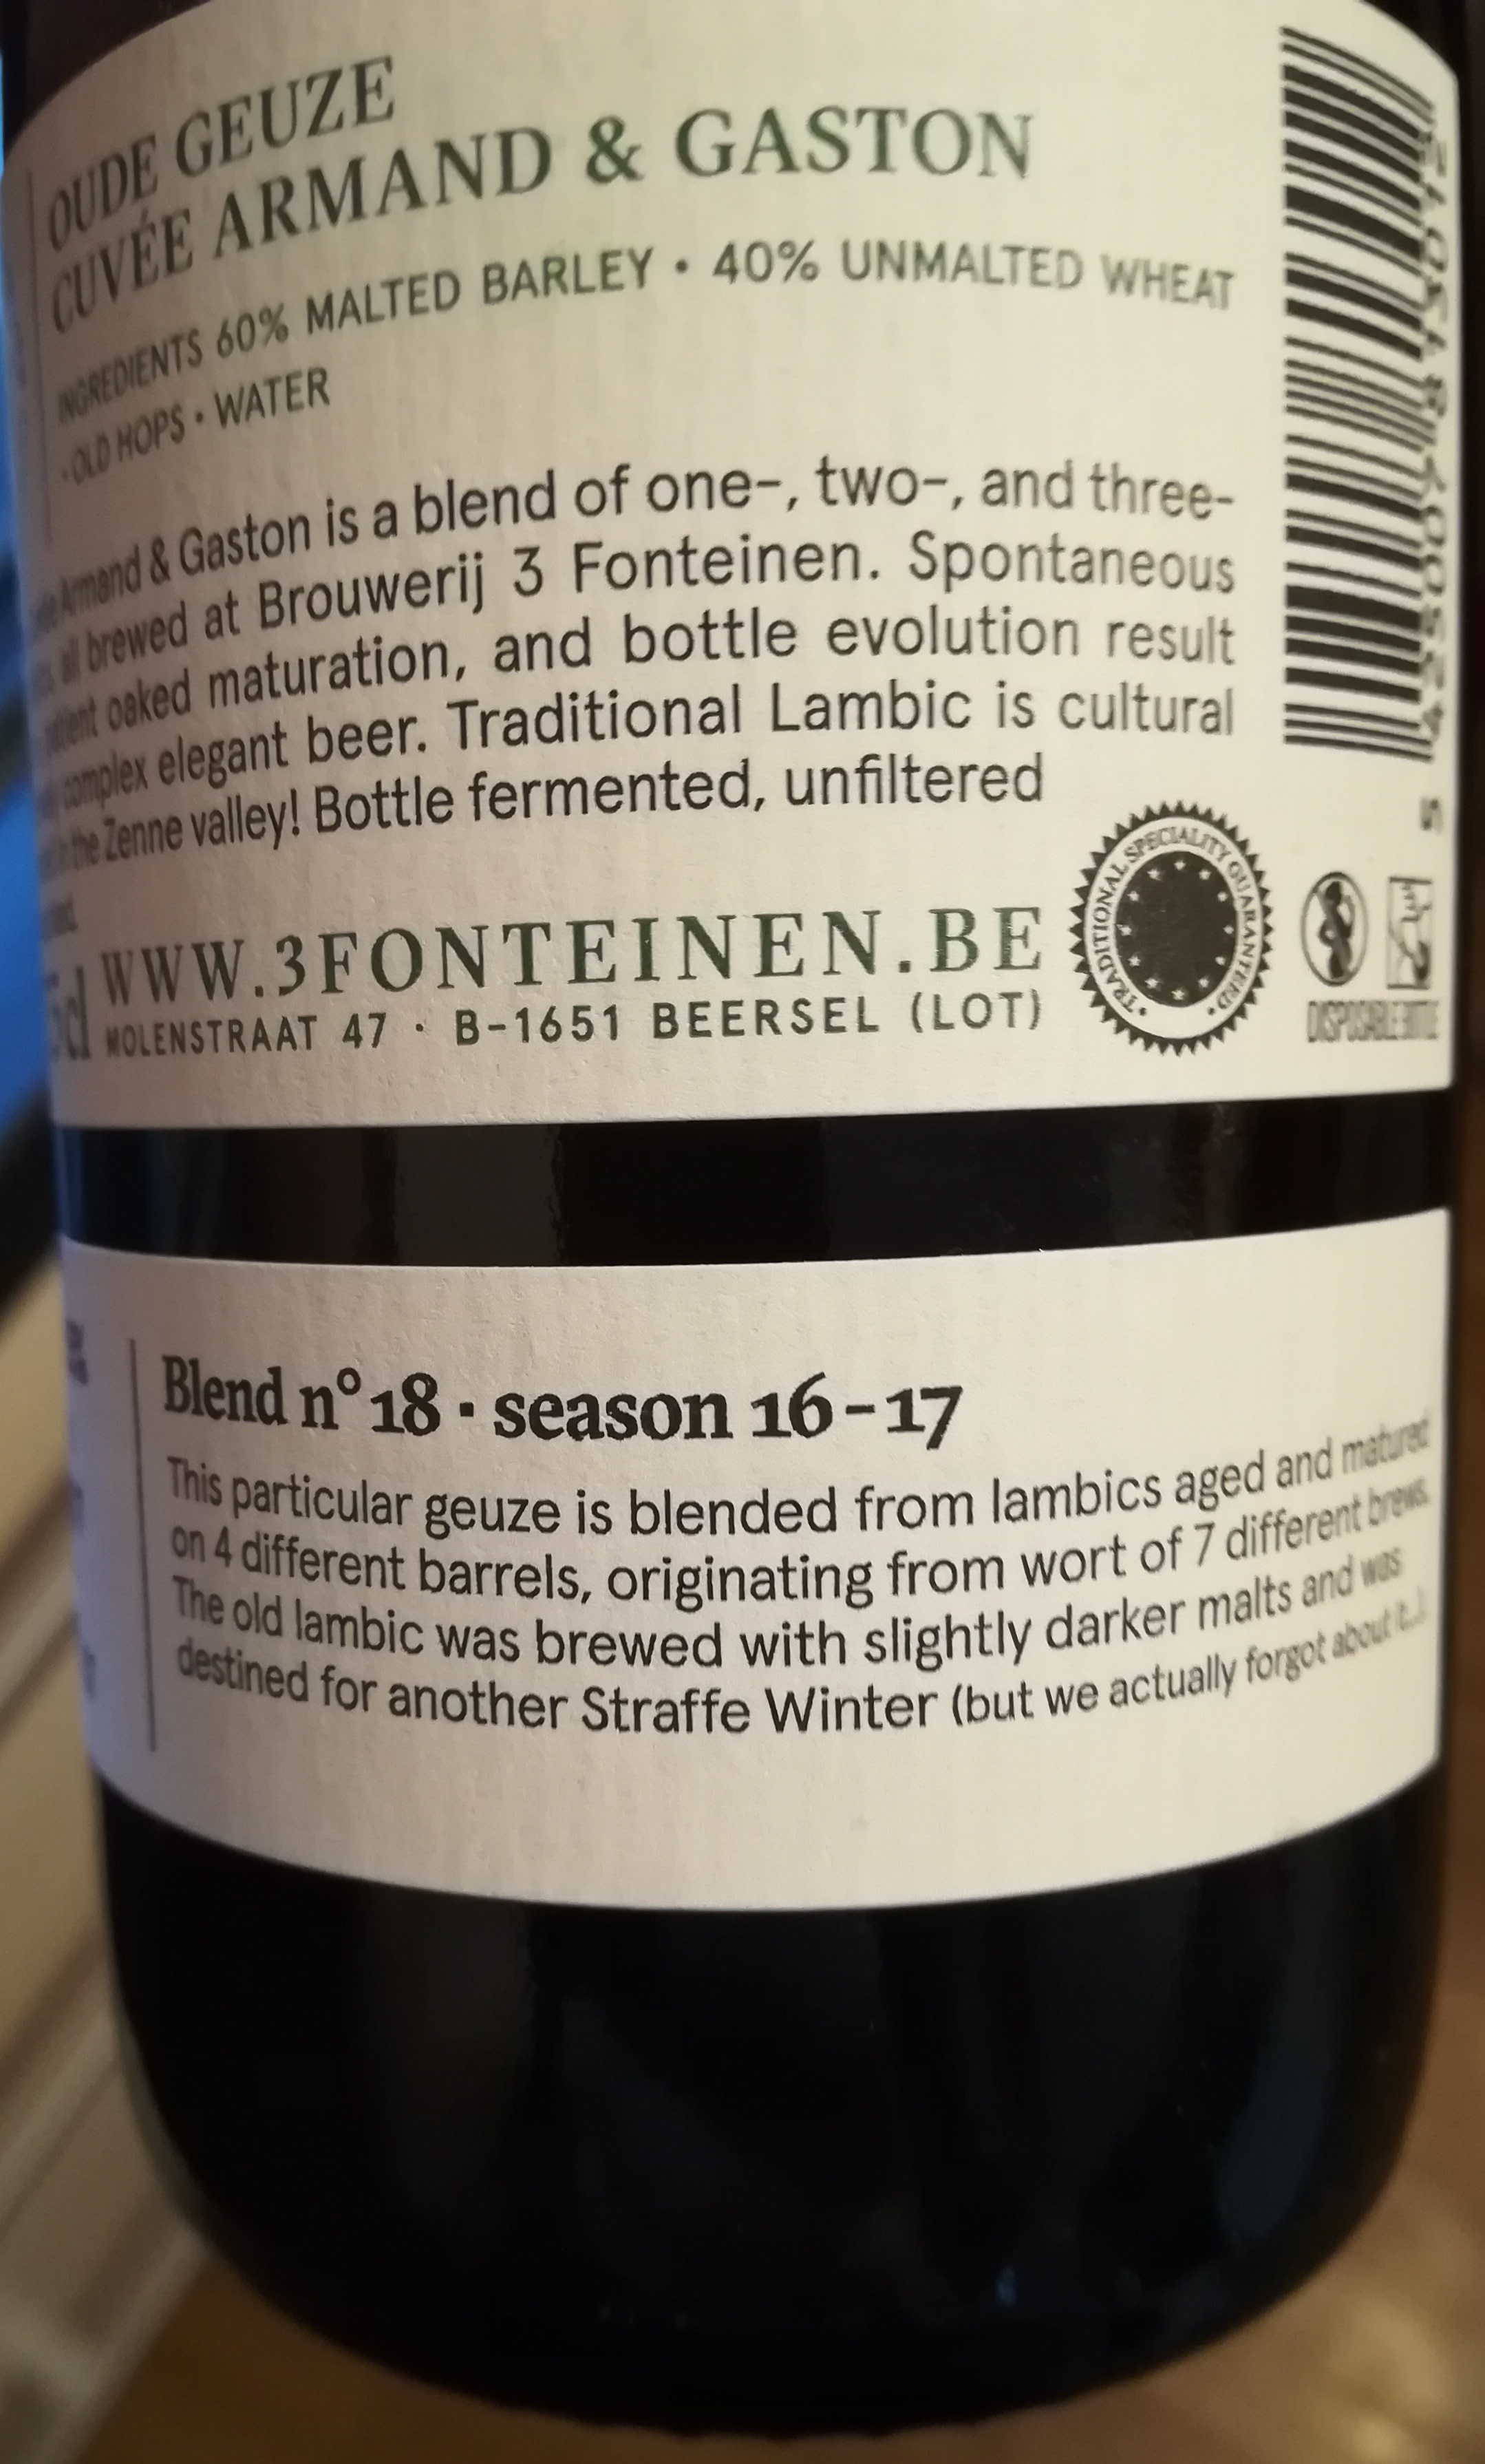 OUDE GEUZE
CUVÉE ARMAND & GASTON
INGREDIENTS 60% MALTED BARLEY • 40% UNMALTED WHEAT
• OLD HOPS • WATER
Armand & Gaston is a blend of one-, two-, and three-
all brewed at Brouwerij 3 Fonteinen. Spontaneous
oaked maturation, and bottle evolution result
complex elegant beer. Traditional Lambic is cultural
the Zenne valley! Bottle fermented, unfiltered
cl
WWW.3FONTEINEN.BE
MOLENSTRAAT 47 • B-1651 BEERSEL (LOT)
• TRADITIONAL SPECIALITY GUARANTEED •
DISPOSABLE BOTTLE
Blend n°18 • season 16-17
This particular geuze is blended from lambics aged and matured
on 4 different barrels, originating from wort of 7 different brews.
The old lambic was brewed with slightly darker malts and was
destined for another Straffe Winter (but we actually forgot about it...)